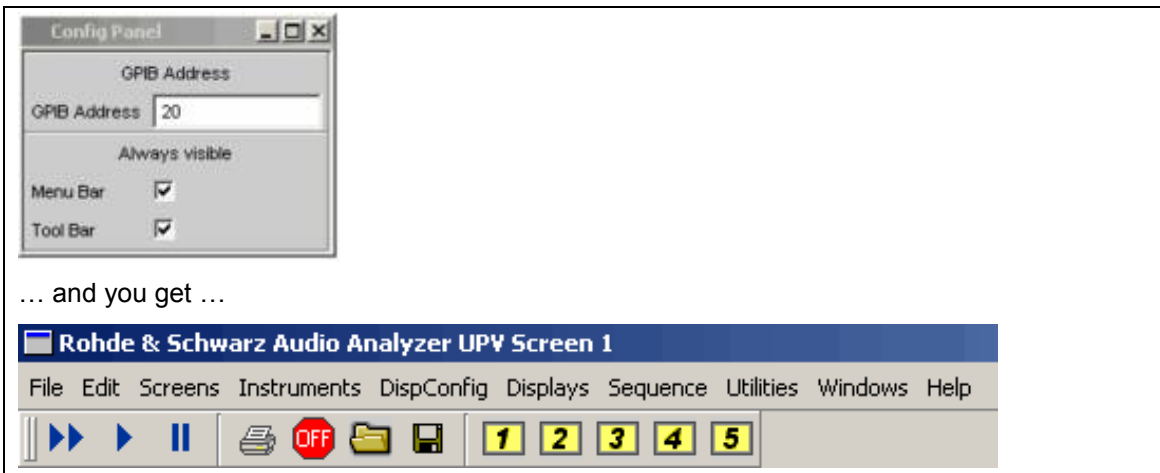 Config Panel
GPIB Address
GPIB Address 20
Always visible
Menu Bar
Tool Bar
… and you get …
Rohde & Schwarz Audio Analyzer UPV Screen 1
File Edit Screens Instruments DispConfig Displays Sequence Utilities Windows Help
OFF 1 2 3 4 5